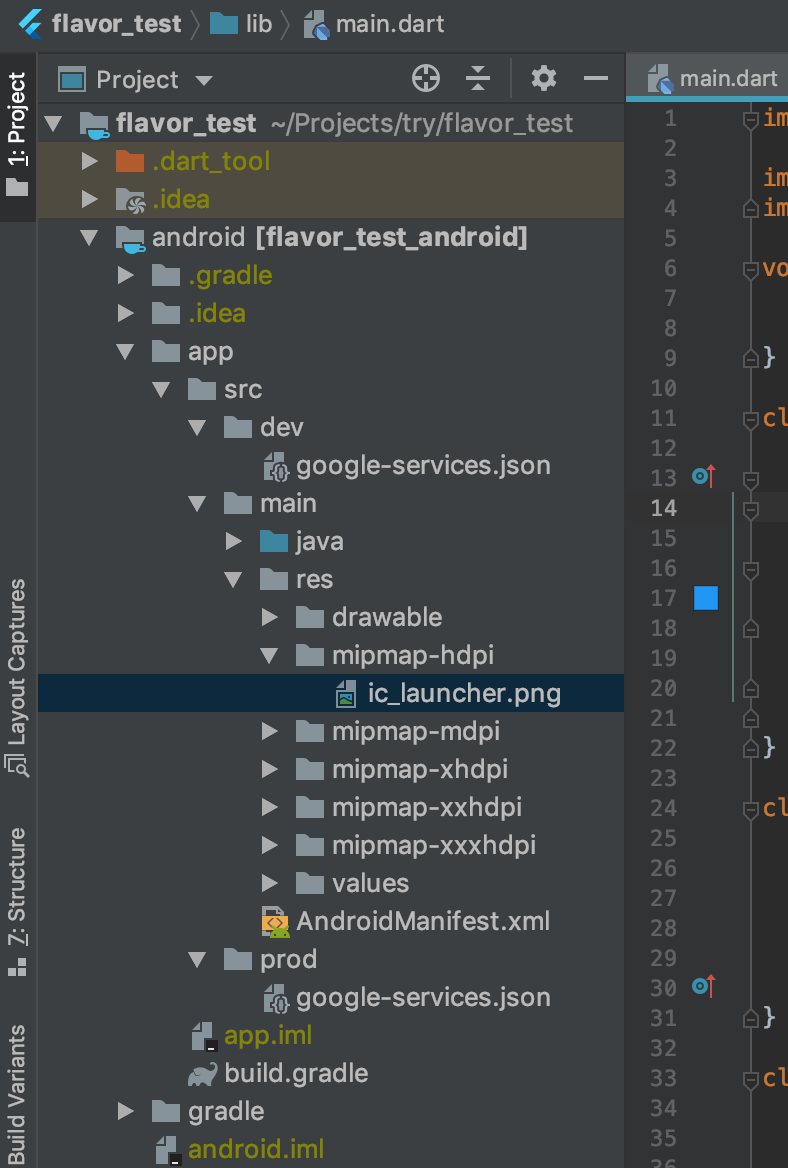 flavor_test lib main.dart
1: Project
Project
main.dart
flavor_test ~/Projects/try/flavor_test
.dart_tool
.idea
android [flavor_test_android]
.gradle
.idea
app
src
dev
google-services.json
main
java
res
drawable
mipmap-hdpi
ic_launcher.png
mipmap-mdpi
mipmap-xhdpi
mipmap-xxhdpi
mipmap-xxxhdpi
values
AndroidManifest.xml
prod
google-services.json
app.iml
build.gradle
gradle
android.iml
Layout Captures
7: Structure
Build Variants
1 im
2
3 im
4 im
5
6 vo
7
8
9 }
10
11 cl
12
13
14
15
16
17
18
19
20
21
22 }
23
24 cl
25
26
27
28
29
30
31 }
32
33 cl
34
35
36